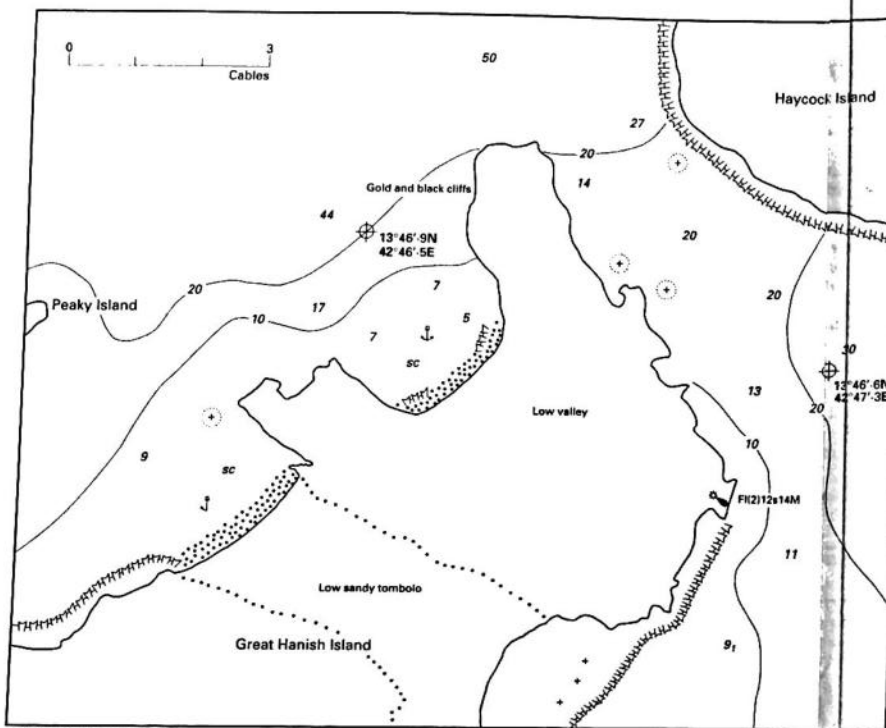 0 3
Cables
50
Haycock Island
27
20
14
Gold and black cliffs
44
13°46'·9N
42°46'·5E
20
7
20
20
Peaky Island
17
10
5
7
sc
30
13°46'·6N
42°47'·3E
13
20
Low valley
10
9
sc
Fl(2)12s14M
11
Low sandy tombolo
Great Hanish Island
9₁